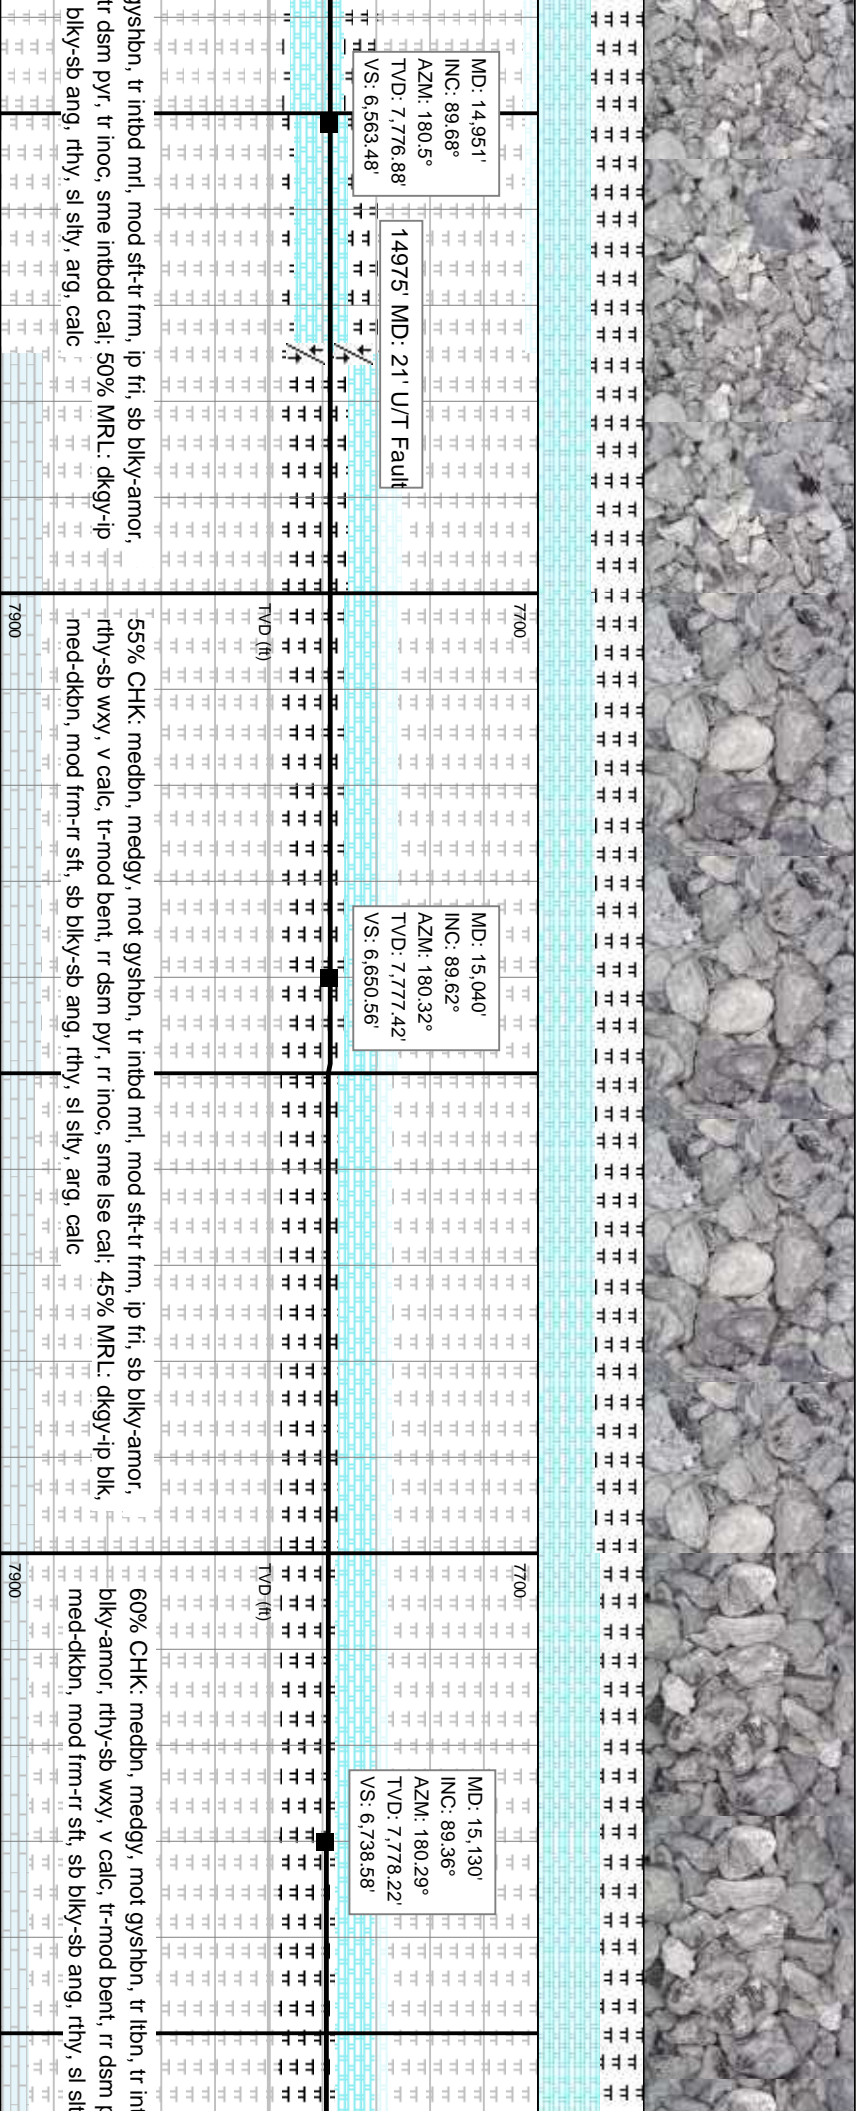 MD: 14,951'
INC: 89.68°
AZM: 180.5°
TVD: 7,776.88'
VS: 6,563.48'
14975' MD: 21' U/T Fault
gyshbn, tr intbd mrl, mod sft-tr frm, ip fri, sb blky-amor,
tr dsm pyr, tr inoc, sme intbdd cal; 50% MRL: dkgy-ip
blky-sb ang, rthy, sl slty, arg, calc
7700
TVD (ft)
7900
MD: 15,040'
INC: 89.62°
AZM: 180.32°
TVD: 7,777.42'
VS: 6,650.56'
55% CHK: medbn, medgy, mot gyshbn, tr intbd mrl, mod sft-tr frm, ip fri, sb blky-amor,
rthy-sb wxy, v calc, tr-mod bent, rr dsm pyr, rr inoc, sme lse cal; 45% MRL: dkgy-ip blk,
med-dkbn, mod frm-rr sft, sb blky-sb ang, rthy, sl slty, arg, calc
7700
TVD (ft)
7900
MD: 15,130'
INC: 89.36°
AZM: 180.29°
TVD: 7,778.22'
VS: 6,738.58'
60% CHK: medbn, medgy, mot gyshbn, tr ltbn, tr int
blky-amor, rthy-sb wxy, v calc, tr-mod bent, rr dsm p
med-dkbn, mod frm-rr sft, sb blky-sb ang, rthy, sl slt